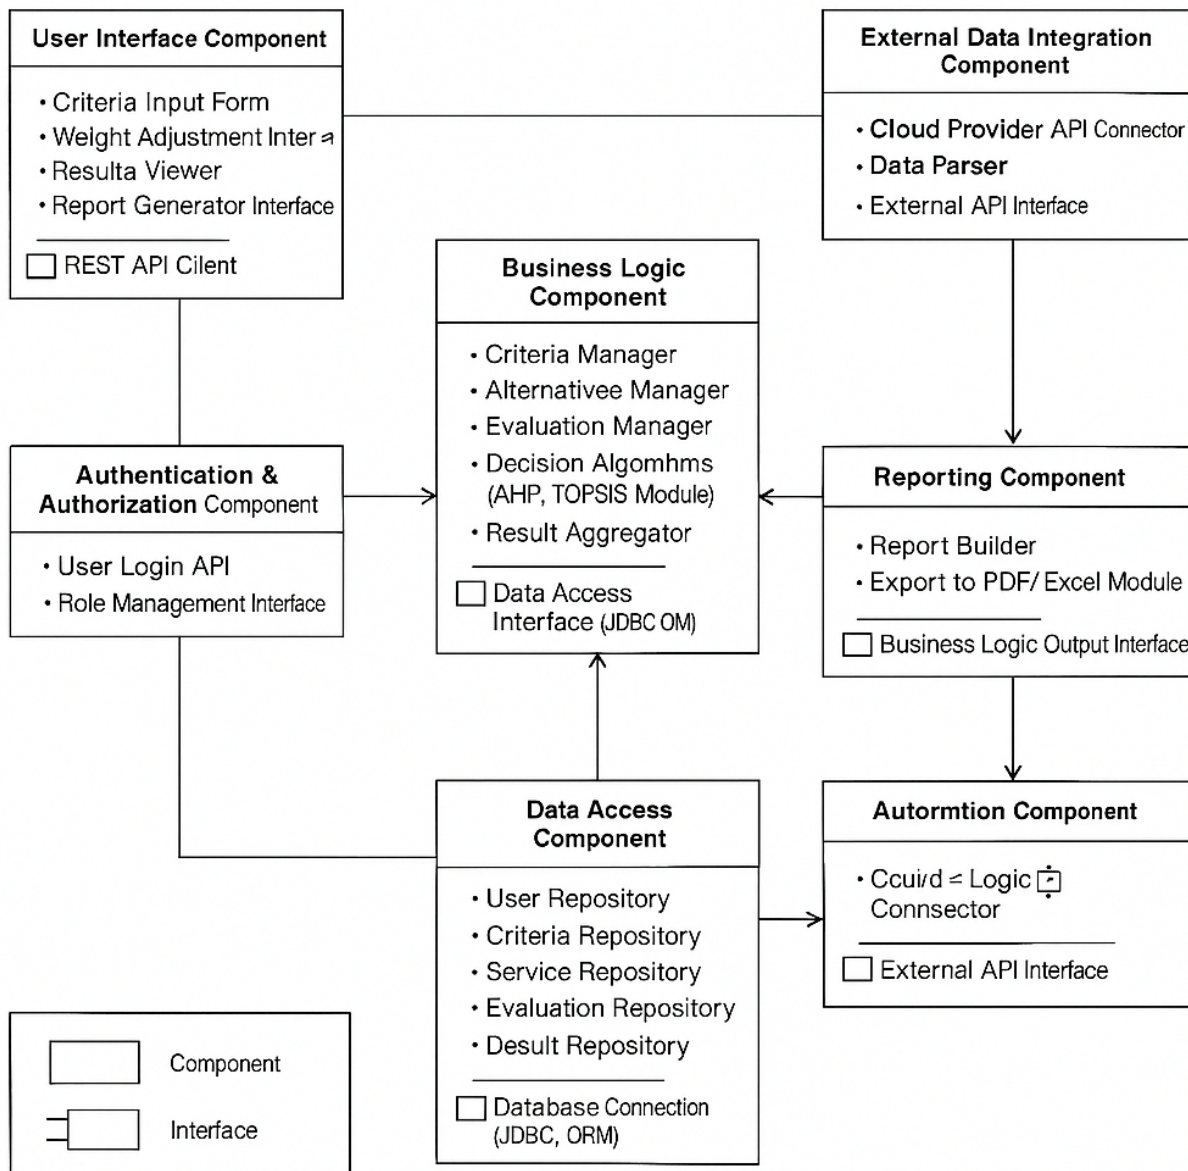 User Interface Component
• Criteria Input Form
• Weight Adjustment Inter
• Resulta Viewer
• Report Generator Interface
REST API Cilent
External Data Integration
Component
• Cloud Provider API Connector
• Data Parser
• External API Interface
Business Logic
Component
• Criteria Manager
• Alternativee Manager
• Evaluation Manager
• Decision Algomhms
(AHP, TOPSIS Module)
• Result Aggregator
Data Access
Interface (JDBC OM)
Authentication &
Authorization Component
• User Login API
• Role Management Interface
Reporting Component
• Report Builder
• Export to PDF/ Excel Module
Business Logic Output Interface
Data Access
Component
• User Repository
• Criteria Repository
• Service Repository
• Evaluation Repository
• Desult Repository
Database Connection
(JDBC, ORM)
Autormtion Component
• Logic
Connsector
External API Interface
Component
Interface